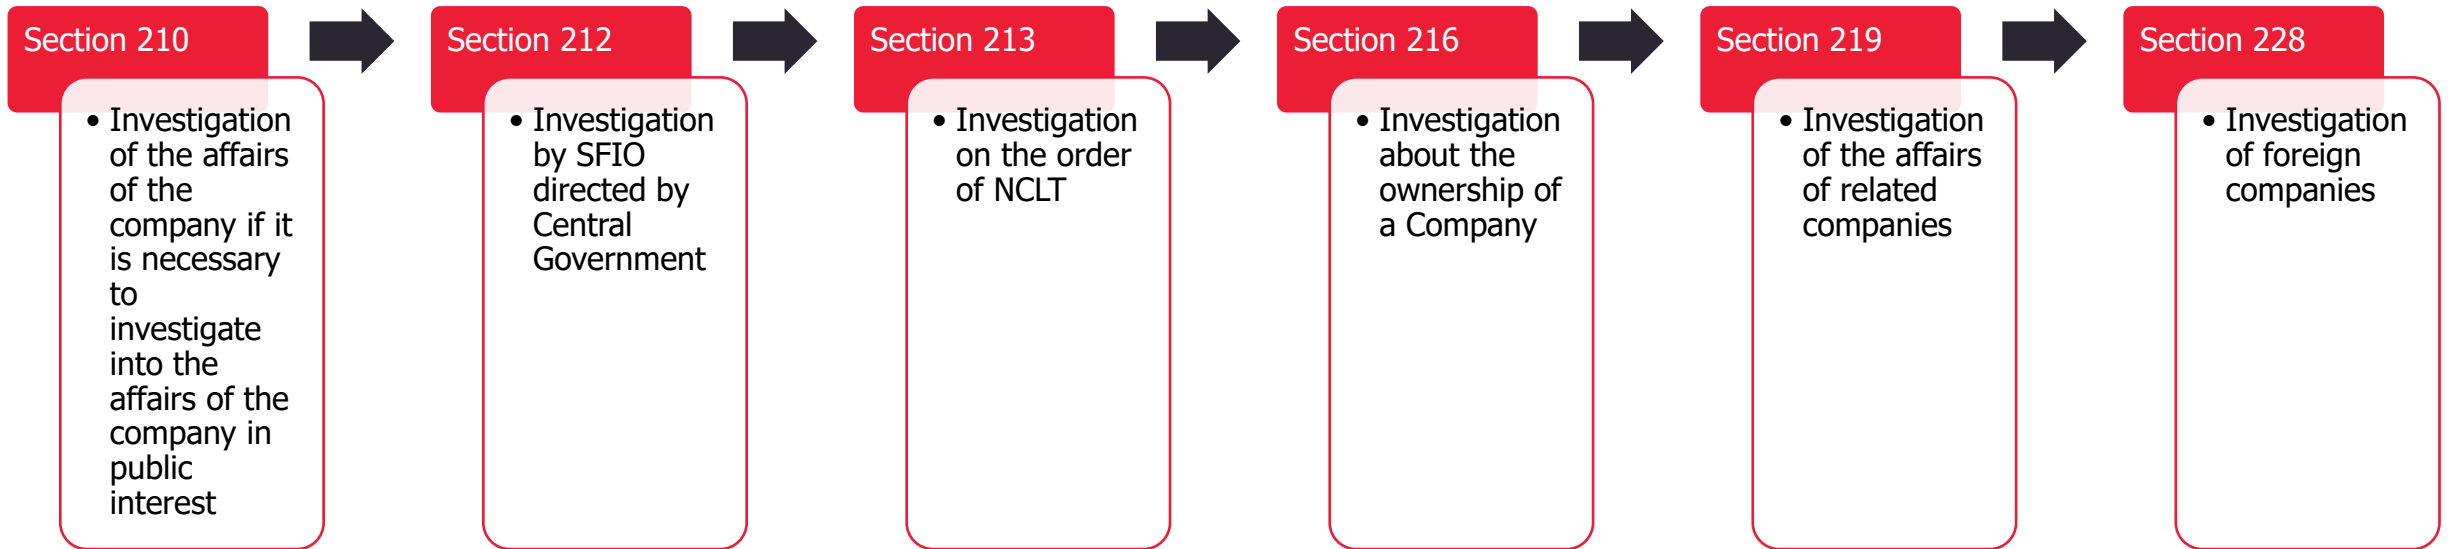 Section 210
• Investigation
of the affairs
of the
company if it
is necessary
to
investigate
into the
affairs of the
company in
public
interest
Section 212
• Investigation
by SFIO
directed by
Central
Government
Section 213
• Investigation
on the order
of NCLT
Section 216
• Investigation
about the
ownership of
a Company
Section 219
• Investigation
of the affairs
of related
companies
Section 228
• Investigation
of foreign
companies